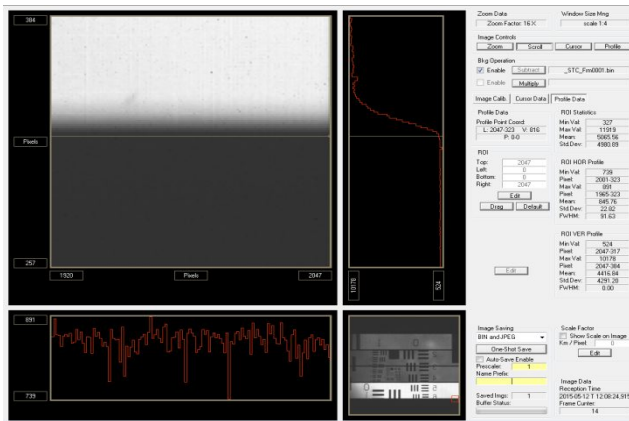 384
Pixels
257
1920 Pixels 2047
10178 524
891
739
Zoom Data
Zoom Factor: 16 X
Window Size Mng
scale 1:4
Image Controls
Zoom Scroll Cursor Profile
Bkg Operation
Enable Subtract _STC_Frm0001.bin
Enable Multiply
Image Calib Cursor Data Profile Data
Profile Data
Profile Point Coord:
L: 2047-323 V: 816
P: 0-0
ROI
Top: 2047
Left: 0
Bottom: 0
Right: 2047
Edit
Drag Default
Edit
ROI Statistics
Min Val: 327
Max Val: 11919
Mean: 5065.56
Std.Dev: 4980.89
ROI HOR Profile
Min Val: 739
Pixel: 2001-323
Max Val: 891
Pixel: 1965-323
Mean: 845.76
Std.Dev: 22.82
FWHM: 91.63
ROI VER Profile
Min Val: 524
Pixel: 2047-317
Max Val: 10178
Pixel: 2047-384
Mean: 4416.84
Std.Dev: 4291.20
FWHM: 0.00
Image Saving
BIN and JPEG
One-Shot Save
Auto-Save Enable
Prescaler: 1
Name Prefix:
Saved Imgs: 1
Buffer Status:
Scale Factor
Show Scale on Image
Km / Pixel: 0
Edit
Image Data
Reception Time
2015-05-12 T 12:08:24,915
Frame Counter:
14